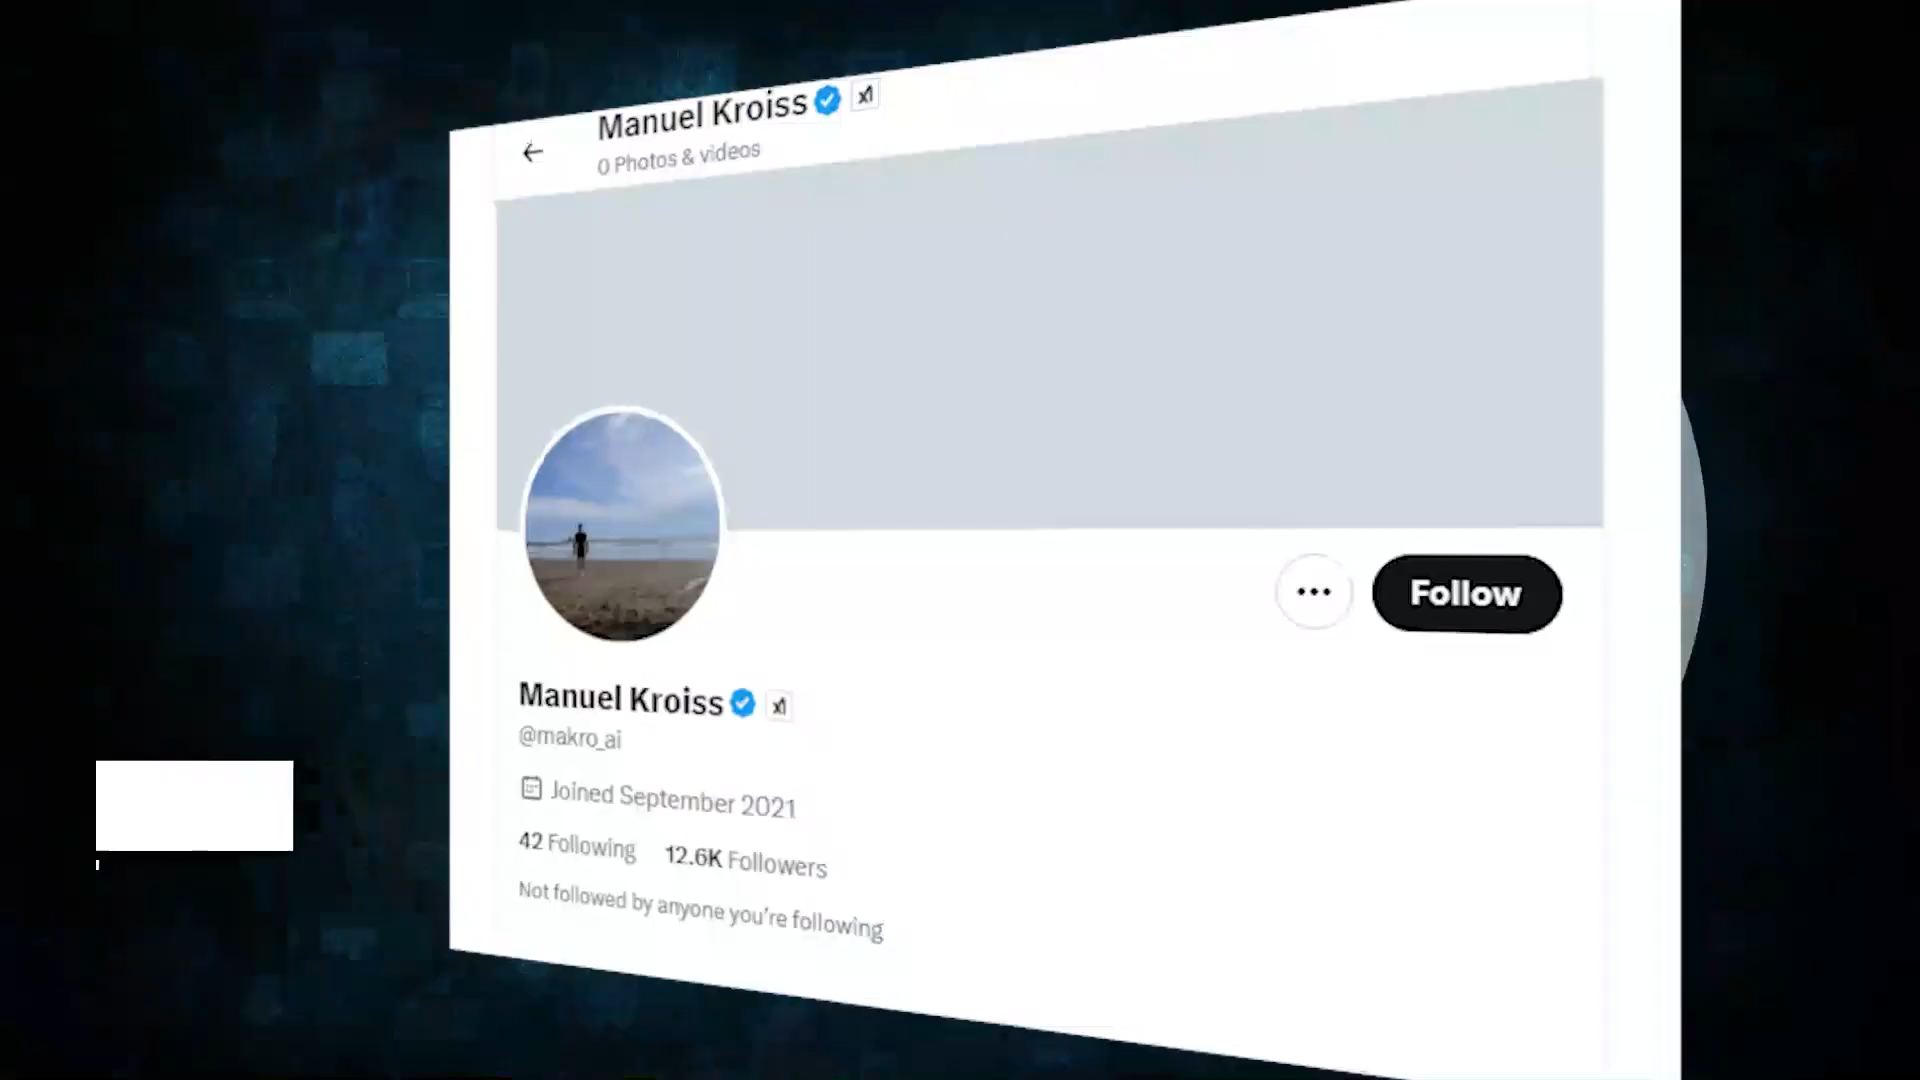 Manuel Kroiss
0 Photos & videos
Follow
Manuel Kroiss
@makro_ai
Joined September 2021
42 Following 12.6K Followers
Not followed by anyone you're following